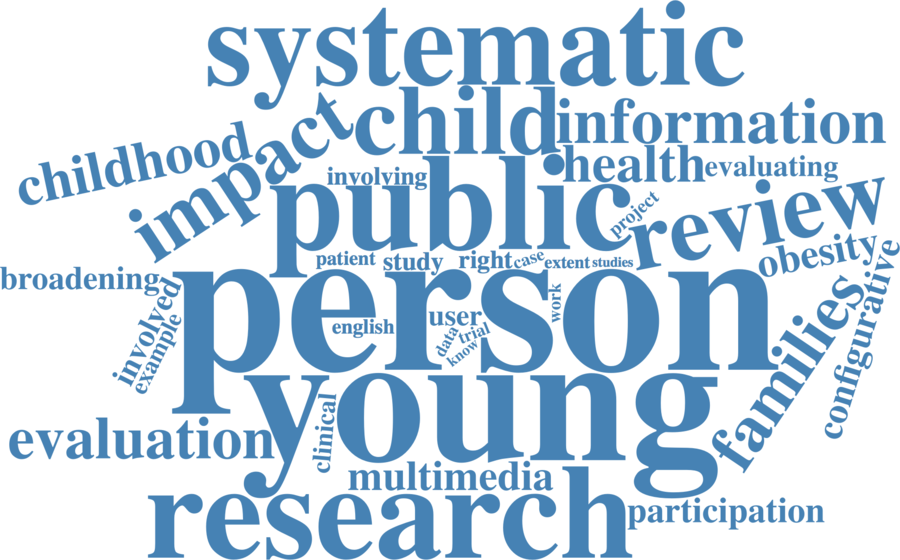 systematic
child
information
impact
childhood
health
evaluating
involving
public
project
review
patient
study
right
case
extent
studies
obesity
broadening
person
configurative
involved
example
english
user
work
data
trial
know
families
young
evaluation
clinical
multimedia
research
participation